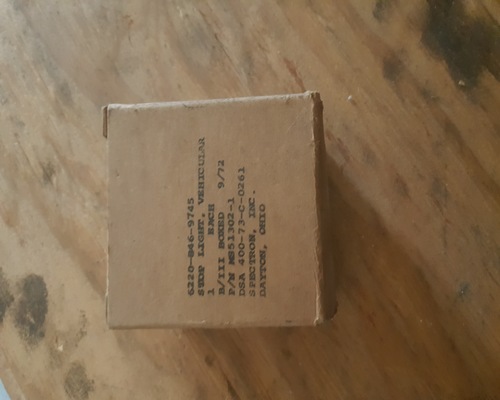 6220-846-9745
STOP LIGHT, VEHICULAR
1 EACH
B/III BOXED 9/72
P/N MS51302-1
DSA 400-73-C-0261
SPECTRON, INC.
DAYTON, OHIO